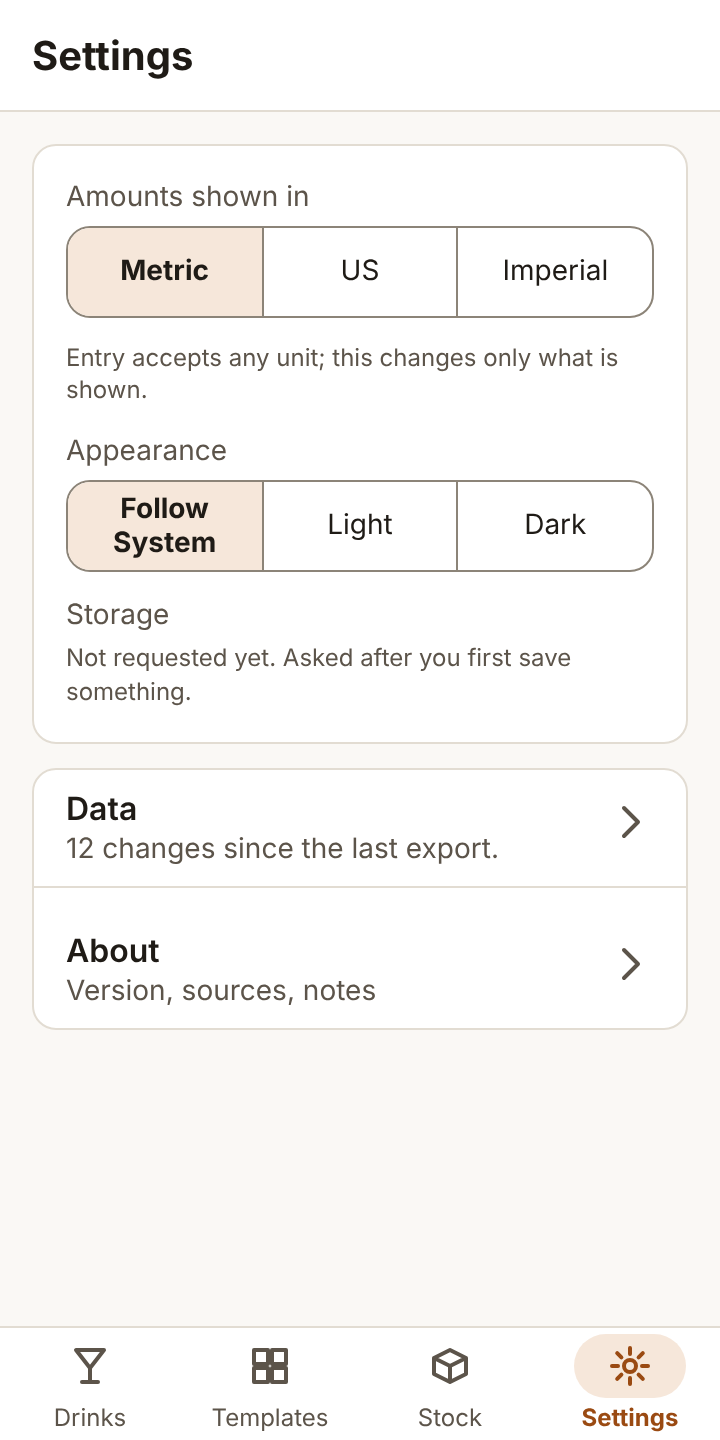 Settings
Amounts shown in
Metric
US
Imperial
Entry accepts any unit; this changes only what is
shown.
Appearance
Follow
System
Light
Dark
Storage
Not requested yet. Asked after you first save
something.
Data
12 changes since the last export.
About
Version, sources, notes
Drinks
Templates
Stock
Settings